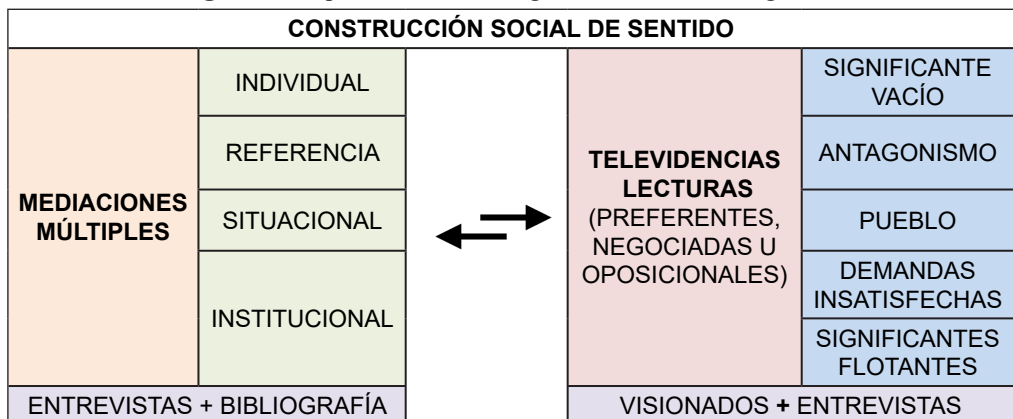 CONSTRUCCIÓN SOCIAL DE SENTIDO
MEDIACIONES
MÚLTIPLES
INDIVIDUAL
REFERENCIA
SITUACIONAL
INSTITUCIONAL
ENTREVISTAS + BIBLIOGRAFÍA
TELEVIDENCIAS
LECTURAS
(PREFERENTES,
NEGOCIADAS U
OPOSICIONALES)
SIGNIFICANTE
VACÍO
ANTAGONISMO
PUEBLO
DEMANDAS
INSATISFECHAS
SIGNIFICANTES
FLOTANTES
VISIONADOS + ENTREVISTAS